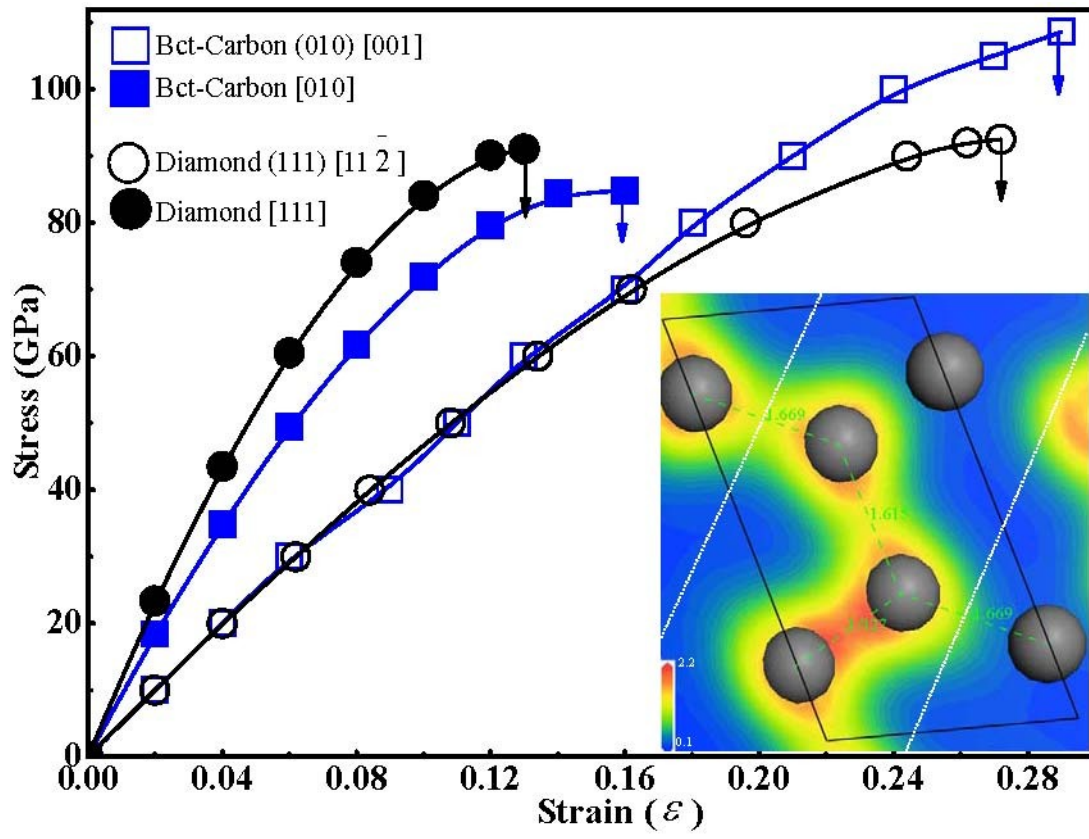 Bct-Carbon (010) [001]
Bct-Carbon [010]
Diamond (111) [11 2̄ ]
Diamond [111]
Stress (GPa)
100
80
60
40
20
0
1.669
1.615
1.669
2.2
0.1
0.00 0.04 0.08 0.12 0.16 0.20 0.24 0.28
Strain (ε)